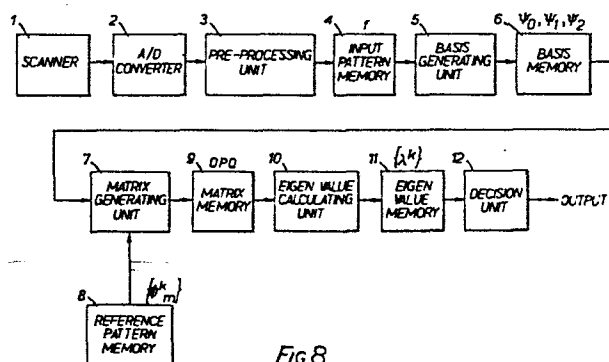 1
SCANNER
2
A/D
CONVERTER
3
PRE-PROCESSING
UNIT
4
f
INPUT
PATTERN
MEMORY
5
BASIS
GENERATING
UNIT
6
Ψ0, Ψ1, Ψ2
BASIS
MEMORY
7
MATRIX
GENERATING
UNIT
9
QPQ
MATRIX
MEMORY
10
EIGEN VALUE
CALCULATING
UNIT
11
{λᵏ}
EIGEN
VALUE
MEMORY
12
DECISION
UNIT
OUTPUT
8
{φᵏm}
REFERENCE
PATTERN
MEMORY
FIG 8